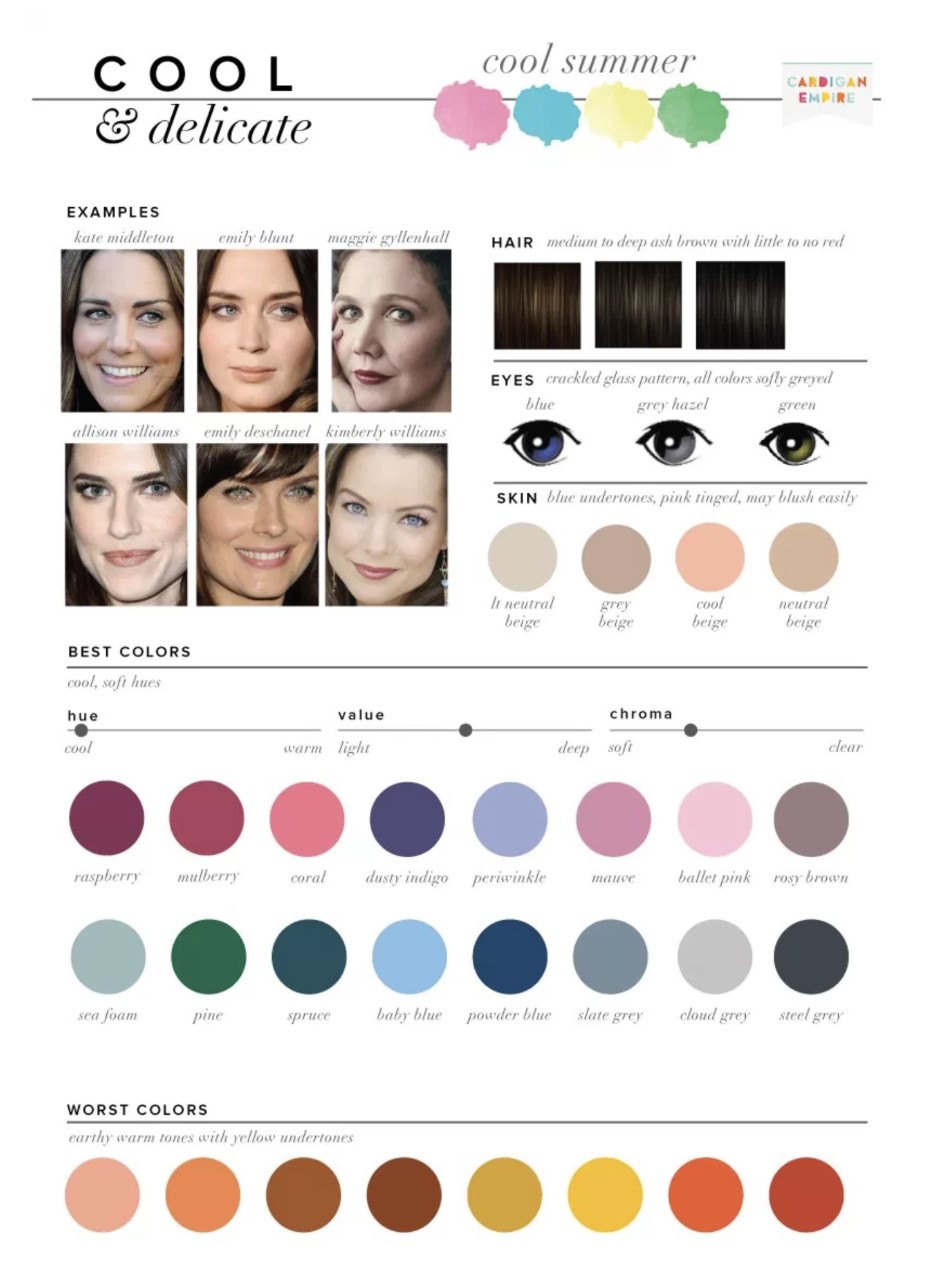 COOL
& delicate
cool summer
CARDIGAN
EMPIRE
EXAMPLES
kate middleton
emily blunt
maggie gyllenhall
allison williams
emily deschanel
kimberly williams
HAIR medium to deep ash brown with little to no red
EYES crackled glass pattern, all colors sofly greyed
blue
grey hazel
green
SKIN blue undertones, pink tinged, may blush easily
lt neutral
beige
grey
beige
cool
beige
neutral
beige
BEST COLORS
cool, soft hues
hue
cool warm
value
light deep
chroma
soft clear
raspberry mulberry coral dusty indigo periwinkle mauve ballet pink rosy brown
sea foam pine spruce baby blue powder blue slate grey cloud grey steel grey
WORST COLORS
earthy warm tones with yellow undertones